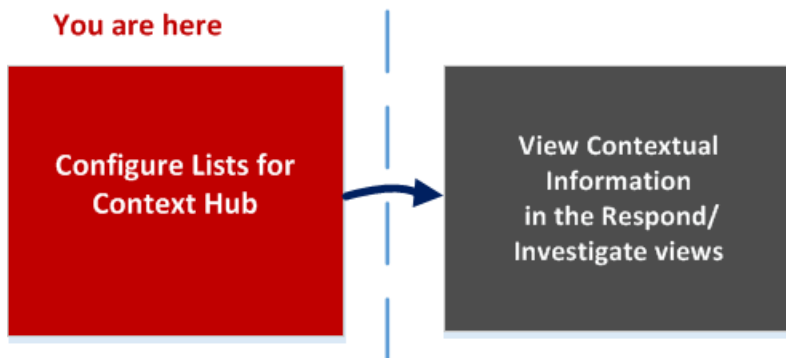 You are here
Configure Lists for
Context Hub
View Contextual
Information
in the Respond/
Investigate views